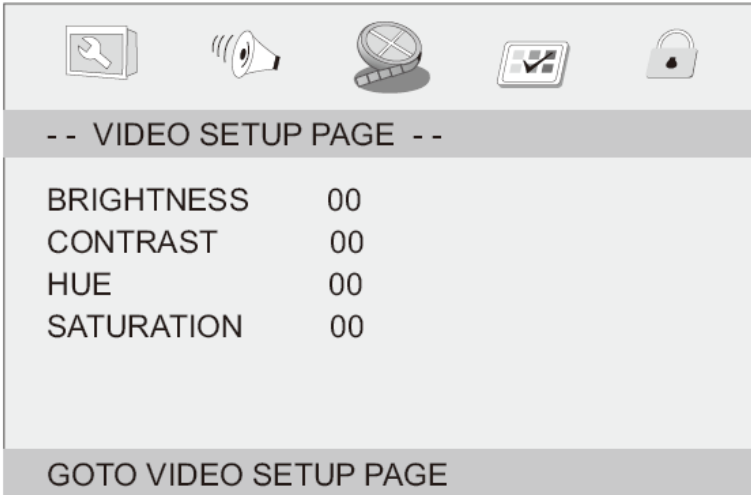 -- VIDEO SETUP PAGE --
BRIGHTNESS 00
CONTRAST 00
HUE 00
SATURATION 00
GOTO VIDEO SETUP PAGE